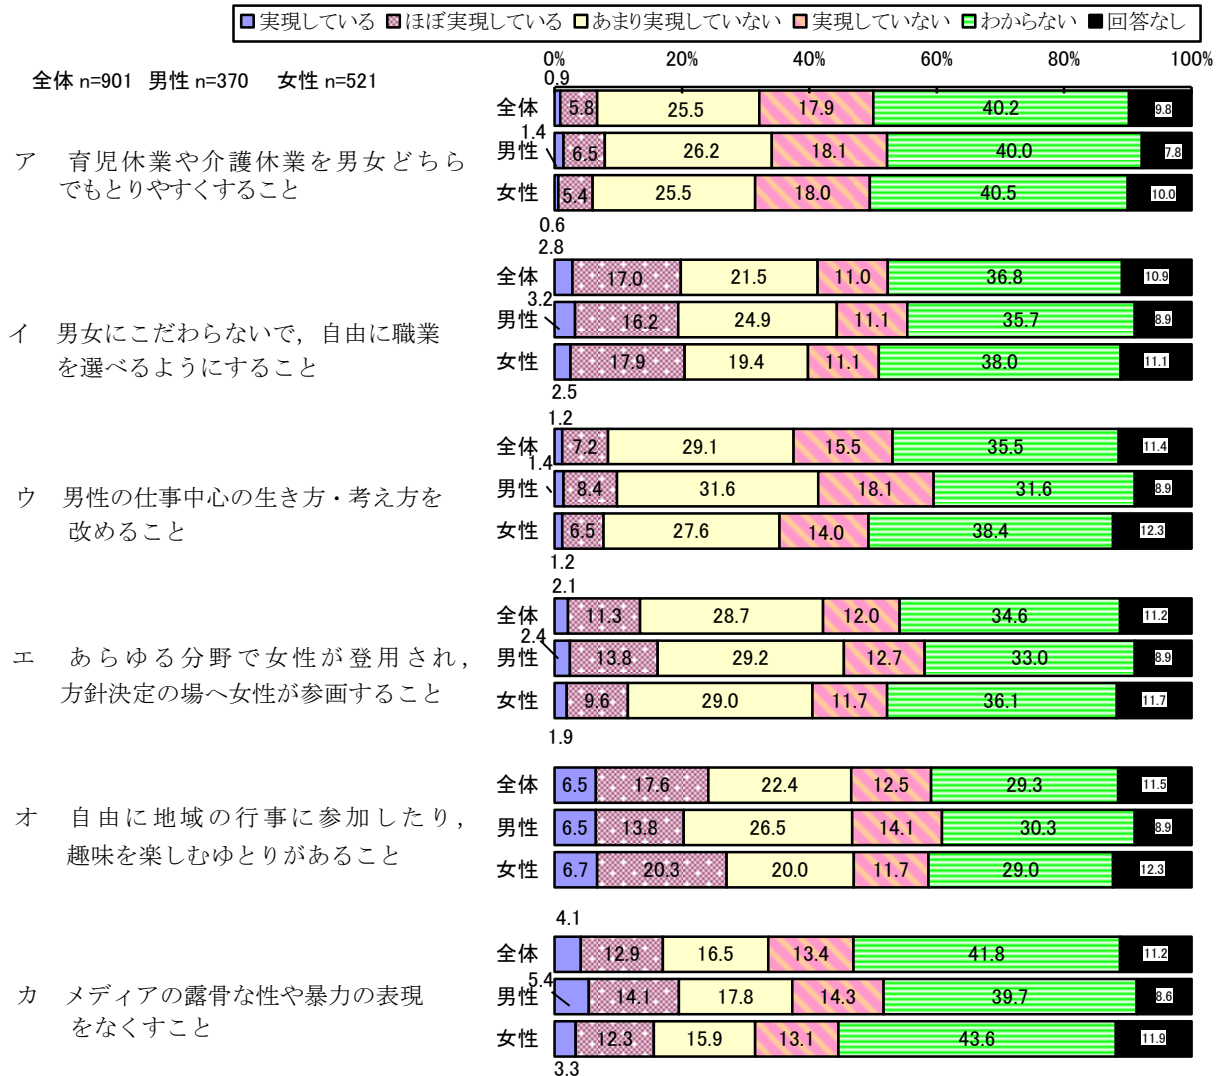 実現している ほぼ実現している あまり実現していない 実現していない わからない 回答なし
全体 n=901 男性 n=370 女性 n=521
0% 20% 40% 60% 80% 100%
0.9
全体 5.8 25.5 17.9 40.2 9.8
1.4
男性 6.5 26.2 18.1 40.0 7.8
ア 育児休業や介護休業を男女どちら
でもとりやすくすること
女性 5.4 25.5 18.0 40.5 10.0
0.6
2.8
全体 17.0 21.5 11.0 36.8 10.9
3.2
男性 16.2 24.9 11.1 35.7 8.9
イ 男女にこだわらないで，自由に職業
を選べるようにすること
女性 17.9 19.4 11.1 38.0 11.1
2.5
1.2
全体 7.2 29.1 15.5 35.5 11.4
1.4
男性 8.4 31.6 18.1 31.6 8.9
ウ 男性の仕事中心の生き方・考え方を
改めること
女性 6.5 27.6 14.0 38.4 12.3
1.2
2.1
全体 11.3 28.7 12.0 34.6 11.2
2.4
男性 13.8 29.2 12.7 33.0 8.9
エ あらゆる分野で女性が登用され，
方針決定の場へ女性が参画すること
女性 9.6 29.0 11.7 36.1 11.7
1.9
全体 6.5 17.6 22.4 12.5 29.3 11.5
オ 自由に地域の行事に参加したり，
男性 6.5 13.8 26.5 14.1 30.3 8.9
趣味を楽しむゆとりがあること
女性 6.7 20.3 20.0 11.7 29.0 12.3
4.1
全体 12.9 16.5 13.4 41.8 11.2
5.4
男性 14.1 17.8 14.3 39.7 8.6
カ メディアの露骨な性や暴力の表現
をなくすこと
女性 12.3 15.9 13.1 43.6 11.9
3.3